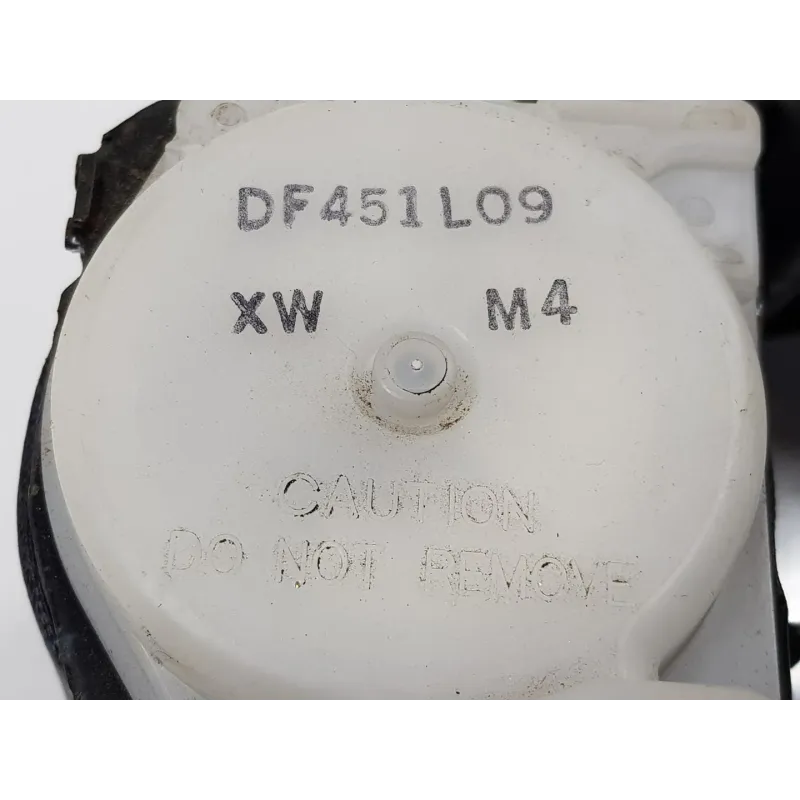 DF451L09
XW M4
CAUTION
DO NOT REMOVE